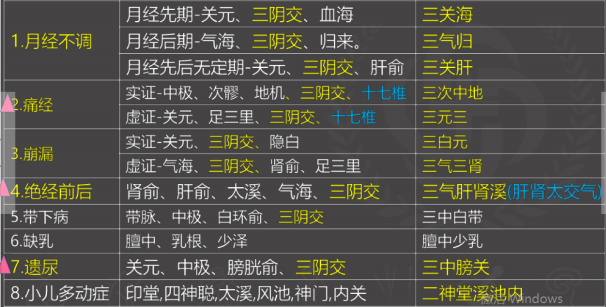 1.月经不调
月经先期-关元、三阴交、血海
三关海
月经后期-气海、三阴交、归来。
三气归
月经先后无定期-关元、三阴交、肝俞
三关肝
2.痛经
实证-中极、次髎、地机、三阴交、十七椎
三次中地
虚证-关元、足三里、三阴交、十七椎
三元三
3.崩漏
实证-关元、三阴交、隐白
三白元
虚证-气海、三阴交、肾俞、足三里
三气三肾
4.绝经前后
肾俞、肝俞、太溪、气海、三阴交
三气肝肾溪(肝肾太交气)
5.带下病
带脉、中极、白环俞、三阴交
三中白带
6.缺乳
膻中、乳根、少泽
膻中少乳
7.遗尿
关元、中极、膀胱俞、三阴交
三中膀关
8.小儿多动症
印堂,四神聪,太溪,风池,神门,内关
二神堂溪池内
激活 Windows